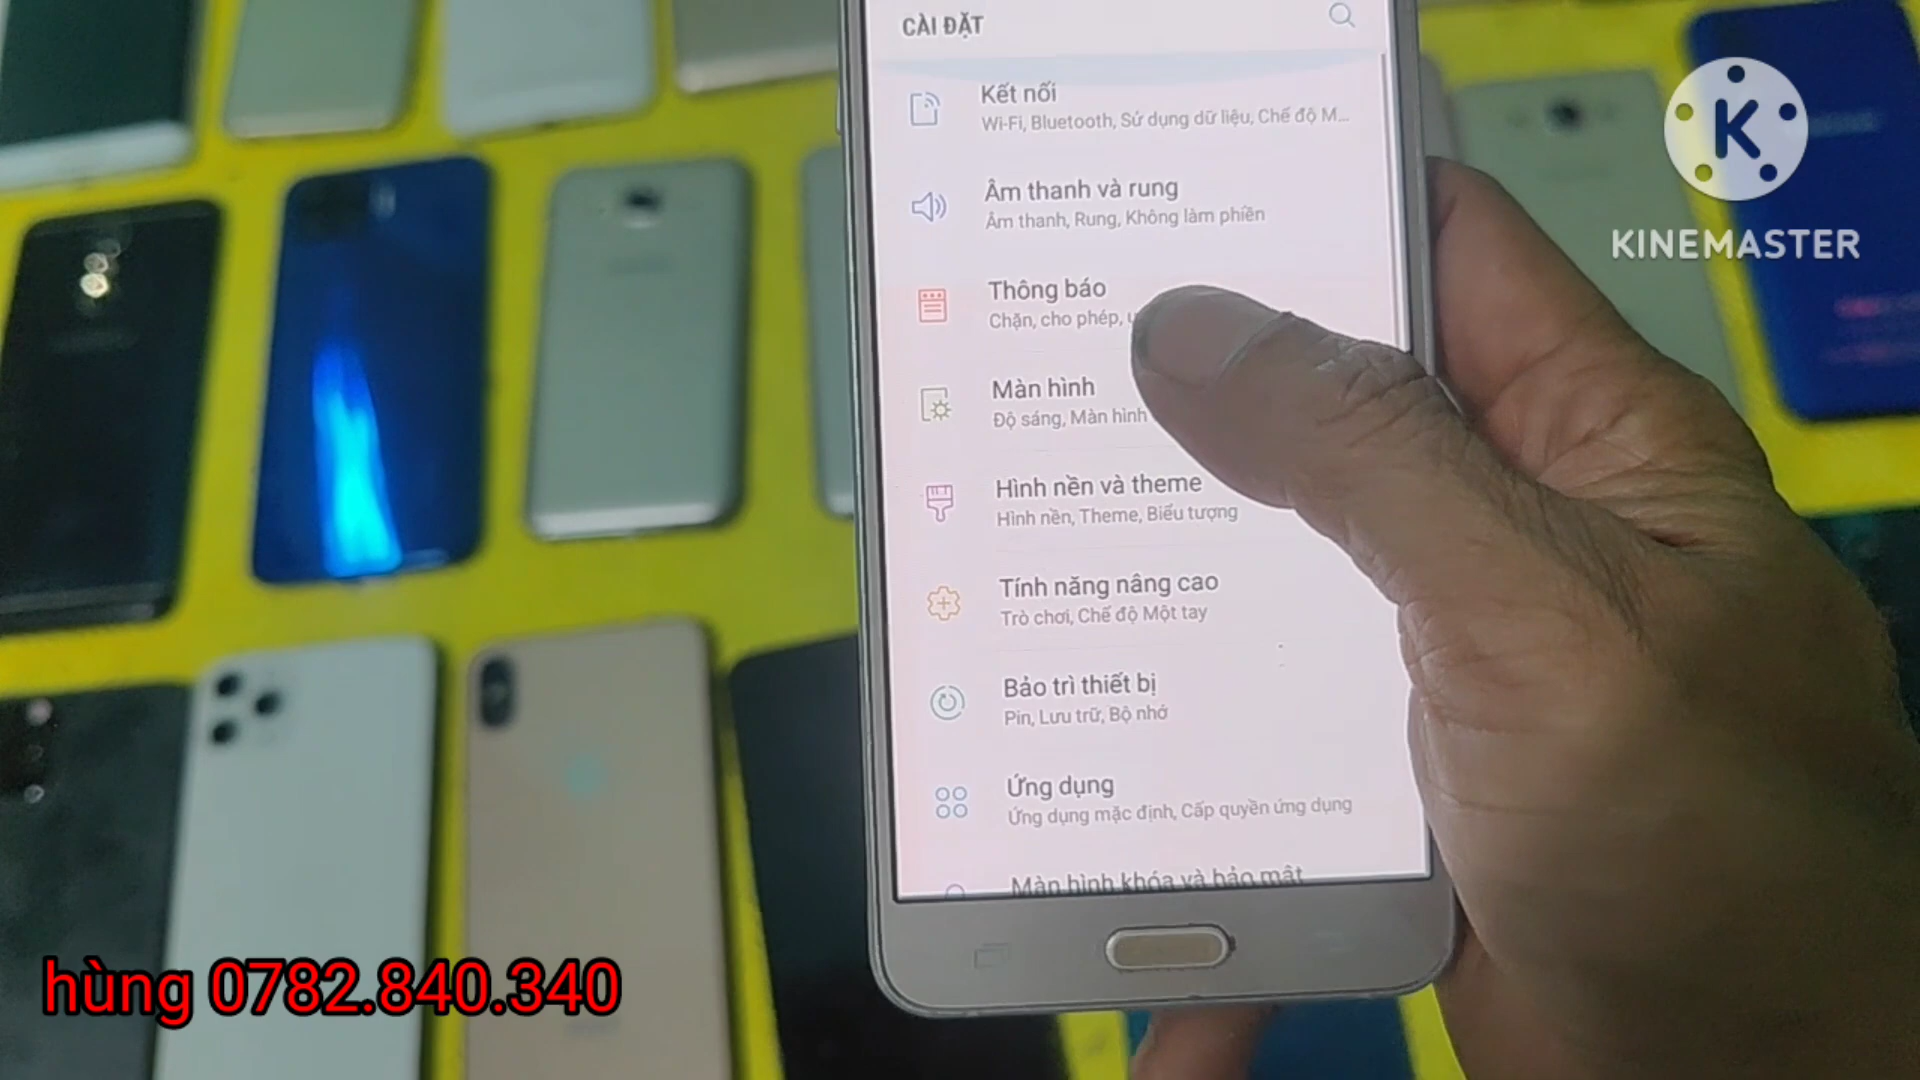 CÀI ĐẶT
Kết nối
Wi-Fi, Bluetooth, Sử dụng dữ liệu, Chế độ M...
Âm thanh và rung
Âm thanh, Rung, Không làm phiền
Thông báo
Chặn, cho phép,
Màn hình
Độ sáng, Màn hình
Hình nền và theme
Hình nền, Theme, Biểu tượng
Tính năng nâng cao
Trò chơi, Chế độ Một tay
Bảo trì thiết bị
Pin, Lưu trữ, Bộ nhớ
Ứng dụng
Ứng dụng mặc định, Cấp quyền ứng dụng
Màn hình khóa và bảo mật
K
KINEMASTER
hùng 0782.840.340